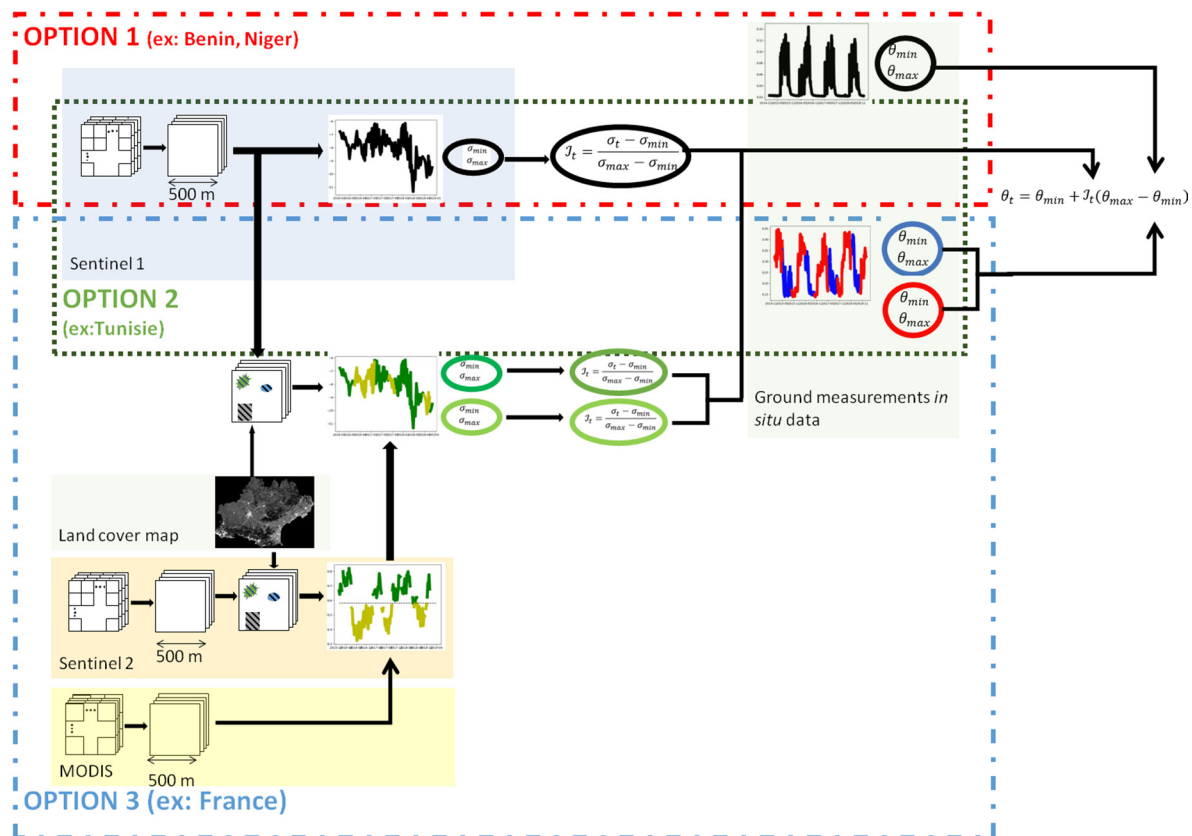 OPTION 1 (ex: Benin, Niger)
θmin
θmax
500 m
σmin
σmax
ℐt = (σt − σmin) / (σmax − σmin)
θt = θmin + ℐt(θmax − θmin)
Sentinel 1
θmin
θmax
OPTION 2
(ex:Tunisie)
θmin
θmax
σmin
σmax
ℐt = (σt − σmin) / (σmax − σmin)
σmin
σmax
ℐt = (σt − σmin) / (σmax − σmin)
Ground measurements in
situ data
Land cover map
500 m
Sentinel 2
MODIS
500 m
OPTION 3 (ex: France)